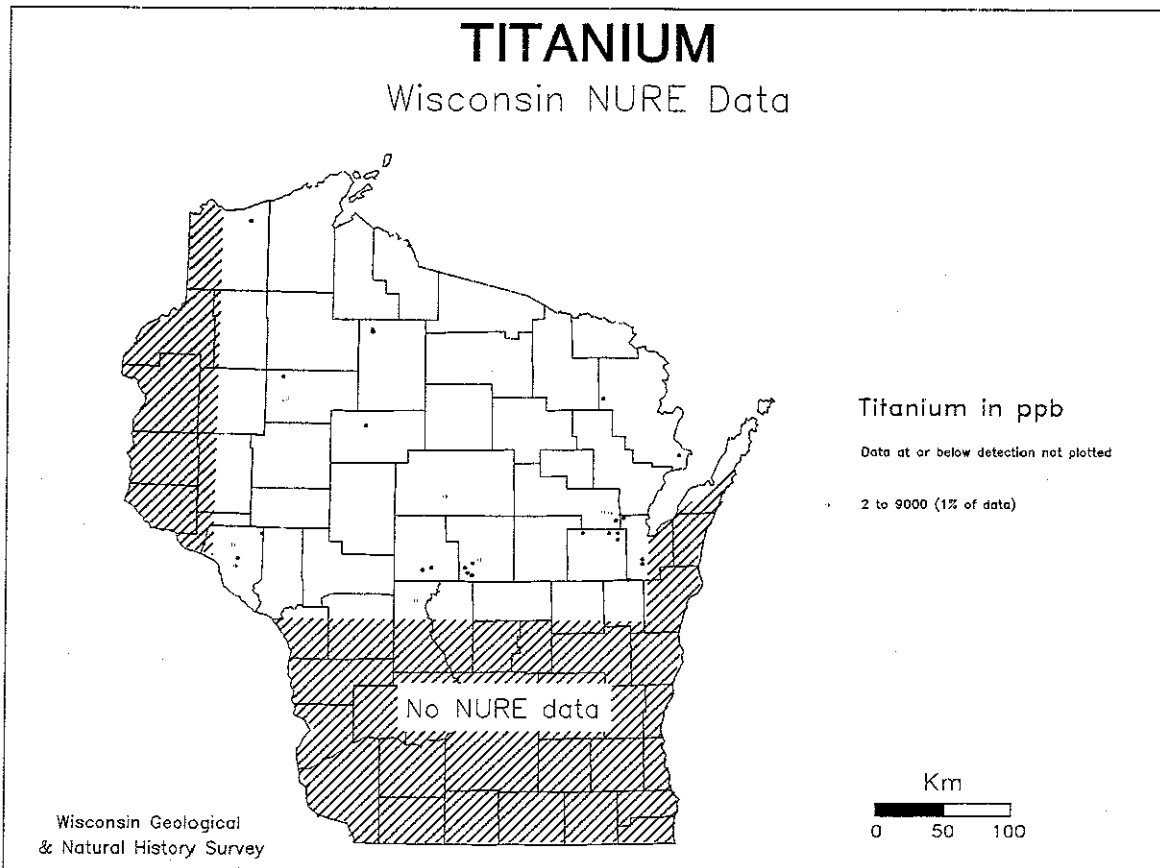 TITANIUM
Wisconsin NURE Data
Titanium in ppb
Data at or below detection not plotted
2 to 9000 (1% of data)
No NURE data
Km
0 50 100
Wisconsin Geological
& Natural History Survey